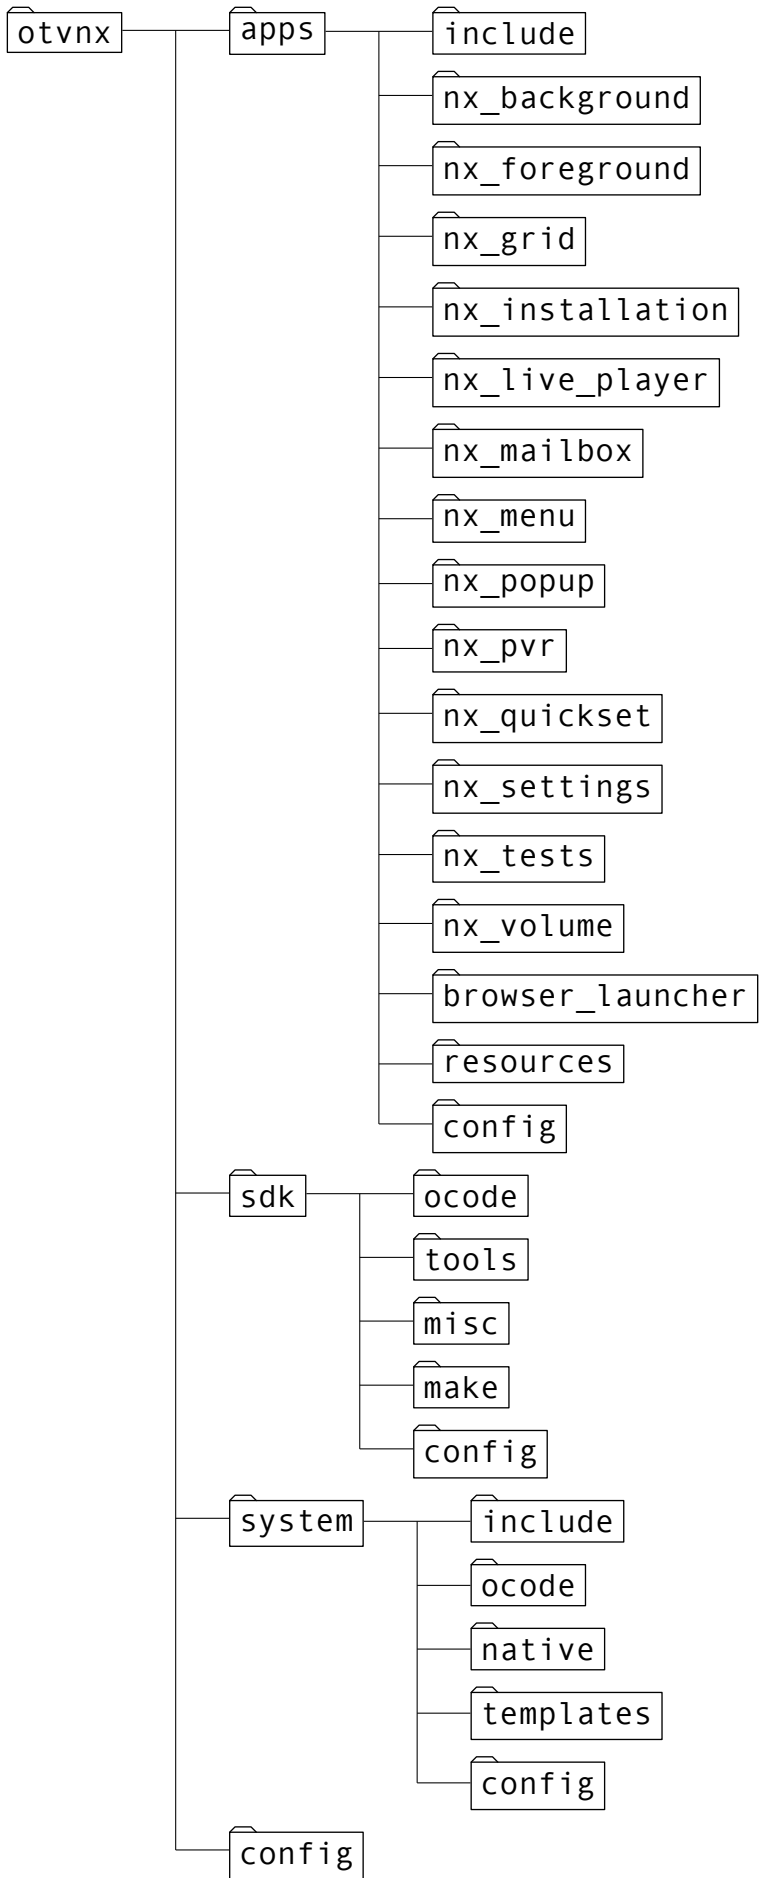 otvnx
apps
include
nx_background
nx_foreground
nx_grid
nx_installation
nx_live_player
nx_mailbox
nx_menu
nx_popup
nx_pvr
nx_quickset
nx_settings
nx_tests
nx_volume
browser_launcher
resources
config
sdk
ocode
tools
misc
make
config
system
include
ocode
native
templates
config
config